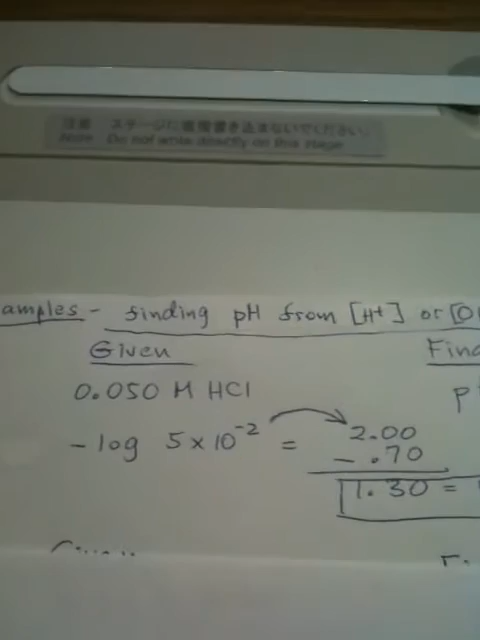 注意 ステージに直接書き込まないでください。
Note Do not write directly on this stage
amples - finding pH from [H+] or [O
Given Find
0.050 M HCl p
- log 5 x 10⁻² = 2.00
- .70
1.30 =